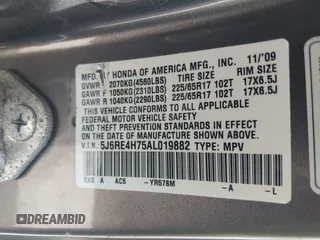 MFD. BY HONDA OF AMERICA MFG., INC. 11/'09
GVWR 2070KG(4560LBS) TIRE SIZE RIM SIZE
GAWR F 1050KG(2310LBS) 225/65R17 102T 17X6.5J
GAWR R 1040KG(2290LBS) 225/65R17 102T 17X6.5J
THIS VEHICLE CONFORMS TO ALL APPLICABLE
FEDERAL MOTOR VEHICLE SAFETY AND THEFT
PREVENTION STANDARDS IN EFFECT ON THE
DATE OF MANUFACTURE SHOWN ABOVE.
V.I.N. 5J6RE4H75AL019882 TYPE: MPV
A AC5 -YR578M -A -L
DREAMBID